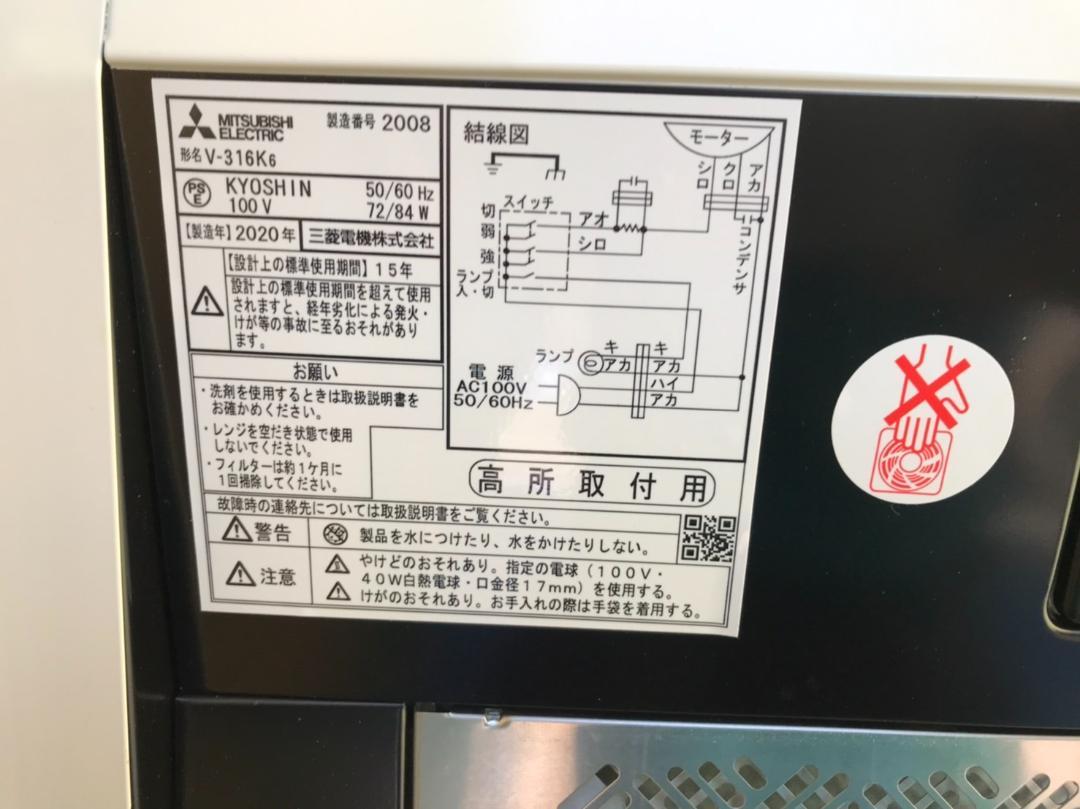 MITSUBISHI
ELECTRIC
製造番号 2008
形名 V-316K6
PS
E
KYOSHIN
100V
50/60 Hz
72/84 W
【製造年】2020年
三菱電機株式会社
【設計上の標準使用期間】15年
設計上の標準使用期間を超えて使用
されますと、経年劣化による発火・
けが等の事故に至るおそれがあり
ます。
お願い
・洗剤を使用するときは取扱説明書を
お確かめください。
・レンジを空だき状態で使用
しないでください。
・フィルターは約1ケ月に
1回掃除してください。
結線図
モーター
シロ
クロ
アカ
コンデンサ
スイッチ
切
弱
強
ランプ
入・切
アオ
シロ
ランプ
キ
アカ
キ
アカ
ハイ
アカ
電源
AC100V
50/60Hz
高所取付用
故障時の連絡先については取扱説明書をご覧ください。
警告
製品を水につけたり、水をかけたりしない。
注意
やけどのおそれあり。指定の電球(100V・
40W白熱電球・口金径17mm)を使用する。
けがのおそれあり。お手入れの際は手袋を着用する。